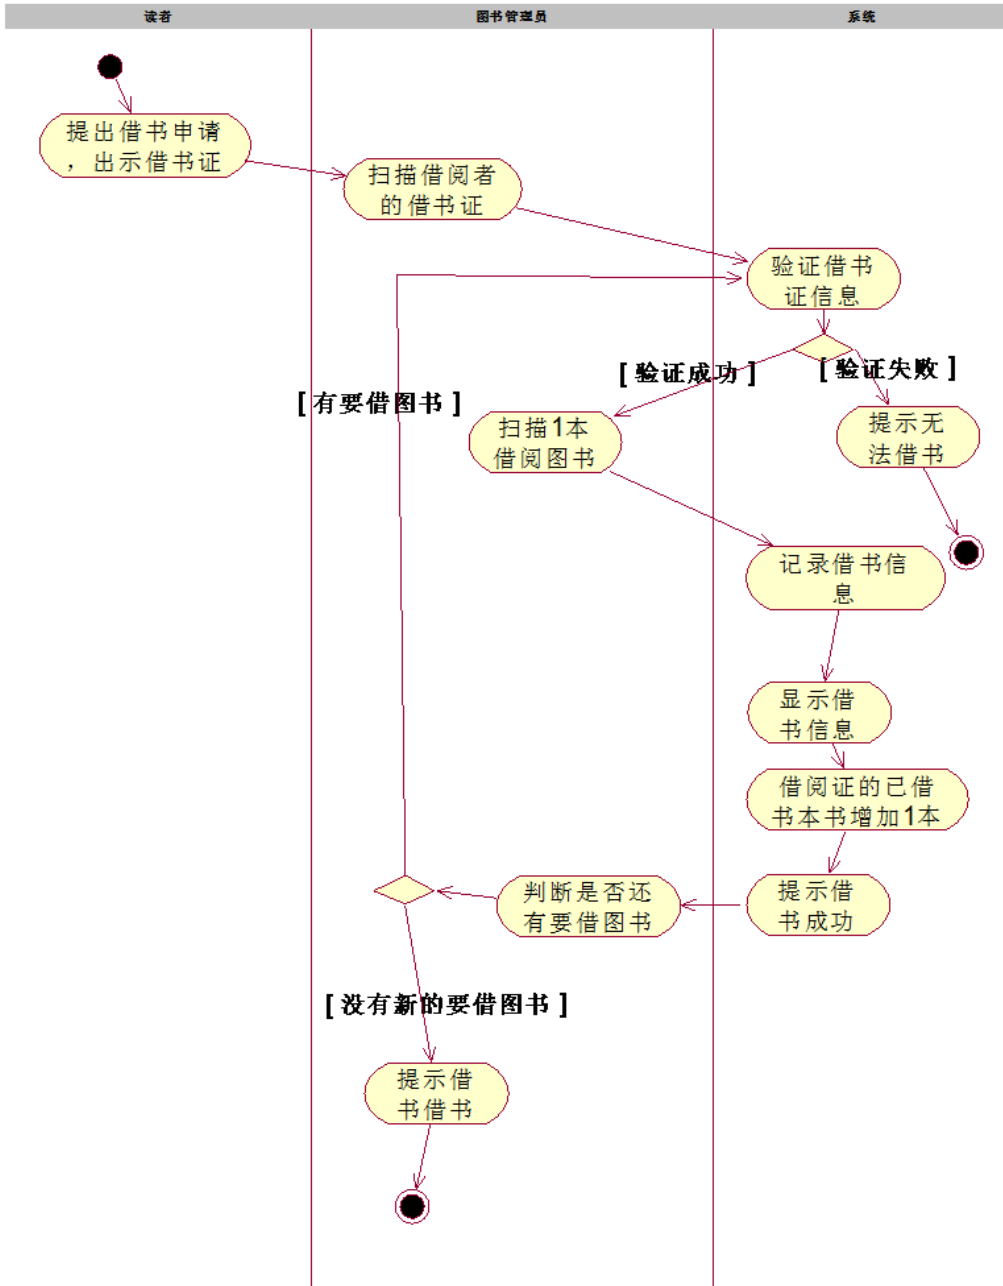 读者
图书管理员
系统
提出借书申请
，出示借书证
扫描借阅者
的借书证
验证借书
证信息
[ 验证成功 ]
[ 验证失败 ]
[ 有要借图书 ]
扫描1本
借阅图书
提示无
法借书
记录借书信
息
显示借
书信息
借阅证的已借
书本书增加1本
提示借
书成功
判断是否还
有要借图书
[ 没有新的要借图书 ]
提示借
书借书